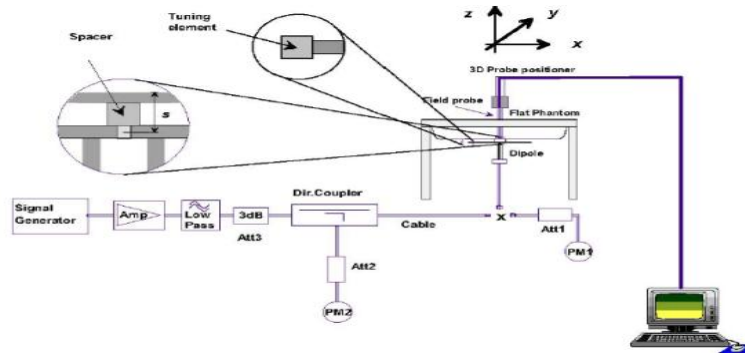 Tuning
element
Spacer
s
z
y
x
3D Probe positioner
Field probe
Flat Phantom
Dipole
Signal
Generator
Amp
Low
Pass
3dB
Att3
Dir.Coupler
Cable
x
Att1
PM1
Att2
PM2